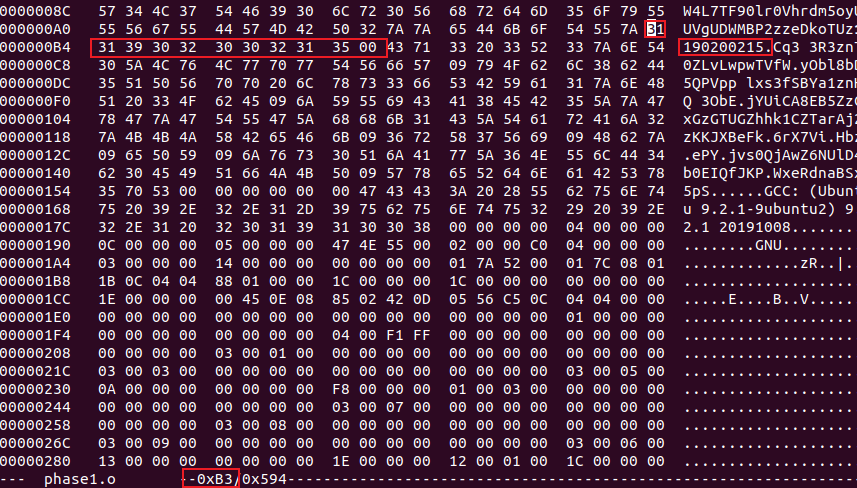 0000008C 57 34 4C 37 54 46 39 30 6C 72 30 56 68 72 64 6D 35 6F 79 55 W4L7TF90lr0Vhrdm5oyU
000000A0 55 56 67 55 44 57 4D 42 50 32 7A 7A 65 44 6B 6F 54 55 7A 31 UVgUDWMBP2zzeDkoTUz1
000000B4 31 39 30 32 30 30 32 31 35 00 43 71 33 20 33 52 33 7A 6E 54 190200215.Cq3 3R3znT
000000C8 30 5A 4C 76 4C 77 70 77 54 56 66 57 09 79 4F 62 6C 38 62 44 0ZLvLwpwTVfW.yObl8bD
000000DC 35 51 50 56 70 70 20 6C 78 73 33 66 53 42 59 61 31 7A 6E 48 5QPVpp lxs3fSBYa1znH
000000F0 51 20 33 4F 62 45 09 6A 59 55 69 43 41 38 45 42 35 5A 7A 47 Q 3ObE.jYUiCA8EB5ZzG
00000104 78 47 7A 47 54 55 47 5A 68 68 6B 31 43 5A 54 61 72 41 6A 32 xGzGTUGZhhk1CZTarAj2
00000118 7A 4B 4B 4A 58 42 65 46 6B 09 36 72 58 37 56 69 09 48 62 7A zKKJXBeFk.6rX7Vi.Hbz
0000012C 09 65 50 59 09 6A 76 73 30 51 6A 41 77 5A 36 4E 55 6C 44 34 .ePY.jvs0QjAwZ6NUlD4
00000140 62 30 45 49 51 66 4A 4B 50 09 57 78 65 52 64 6E 61 42 53 78 b0EIQfJKP.WxeRdnaBSx
00000154 35 70 53 00 00 00 00 00 00 47 43 43 3A 20 28 55 62 75 6E 74 5pS......GCC: (Ubunt
00000168 75 20 39 2E 32 2E 31 2D 39 75 62 75 6E 74 75 32 29 20 39 2E u 9.2.1-9ubuntu2) 9.
0000017C 32 2E 31 20 32 30 31 39 31 30 30 38 00 00 00 00 04 00 00 00 2.1 20191008........
00000190 0C 00 00 00 05 00 00 00 47 4E 55 00 02 00 00 C0 04 00 00 00 ........GNU.........
000001A4 03 00 00 00 14 00 00 00 00 00 00 00 01 7A 52 00 01 7C 08 01 .............zR..|..
000001B8 1B 0C 04 04 88 01 00 00 1C 00 00 00 1C 00 00 00 00 00 00 00 ....................
000001CC 1E 00 00 00 00 45 0E 08 85 02 42 0D 05 56 C5 0C 04 04 00 00 .....E....B..V......
000001E0 00 00 00 00 00 00 00 00 00 00 00 00 00 00 00 00 01 00 00 00 ....................
000001F4 00 00 00 00 00 00 00 00 04 00 F1 FF 00 00 00 00 00 00 00 00 ....................
00000208 00 00 00 00 03 00 01 00 00 00 00 00 00 00 00 00 00 00 00 00 ....................
0000021C 03 00 03 00 00 00 00 00 00 00 00 00 00 00 00 00 03 00 05 00 ....................
00000230 0A 00 00 00 00 00 00 00 F8 00 00 00 01 00 03 00 00 00 00 00 ....................
00000244 00 00 00 00 00 00 00 00 03 00 07 00 00 00 00 00 00 00 00 00 ....................
00000258 00 00 00 00 03 00 08 00 00 00 00 00 00 00 00 00 00 00 00 00 ....................
0000026C 03 00 09 00 00 00 00 00 00 00 00 00 00 00 00 00 03 00 06 00 ....................
00000280 13 00 00 00 00 00 00 00 1E 00 00 00 12 00 01 00 1C 00 00 00 ....................
--- phase1.o --0xB3/0x594--------------------------------------------------